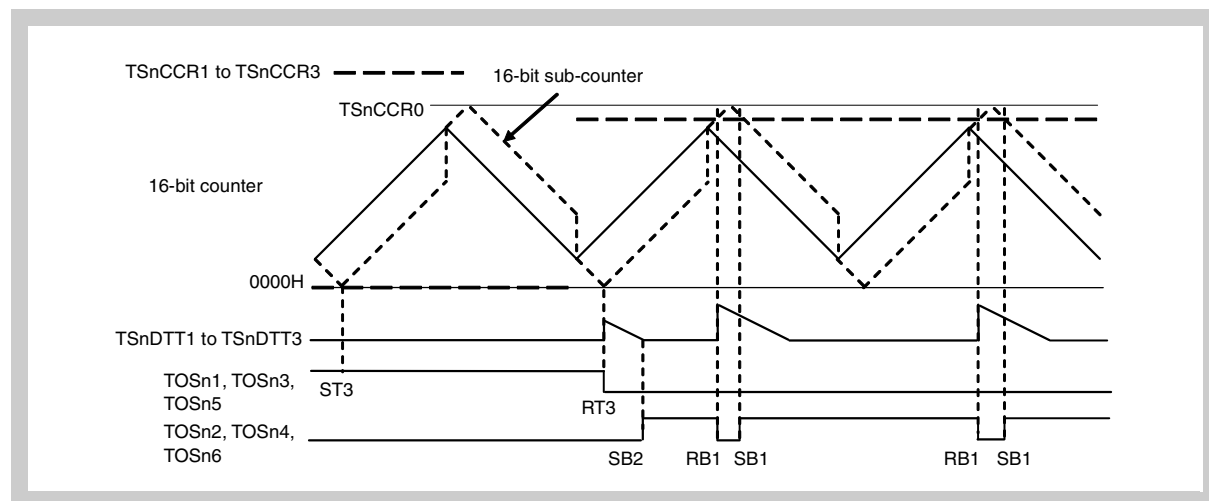 TSnCCR1 to TSnCCR3
16-bit sub-counter
TSnCCR0
16-bit counter
0000H
TSnDTT1 to TSnDTT3
TOSn1, TOSn3,
TOSn5
ST3
RT3
TOSn2, TOSn4,
TOSn6
SB2 RB1 SB1 RB1 SB1